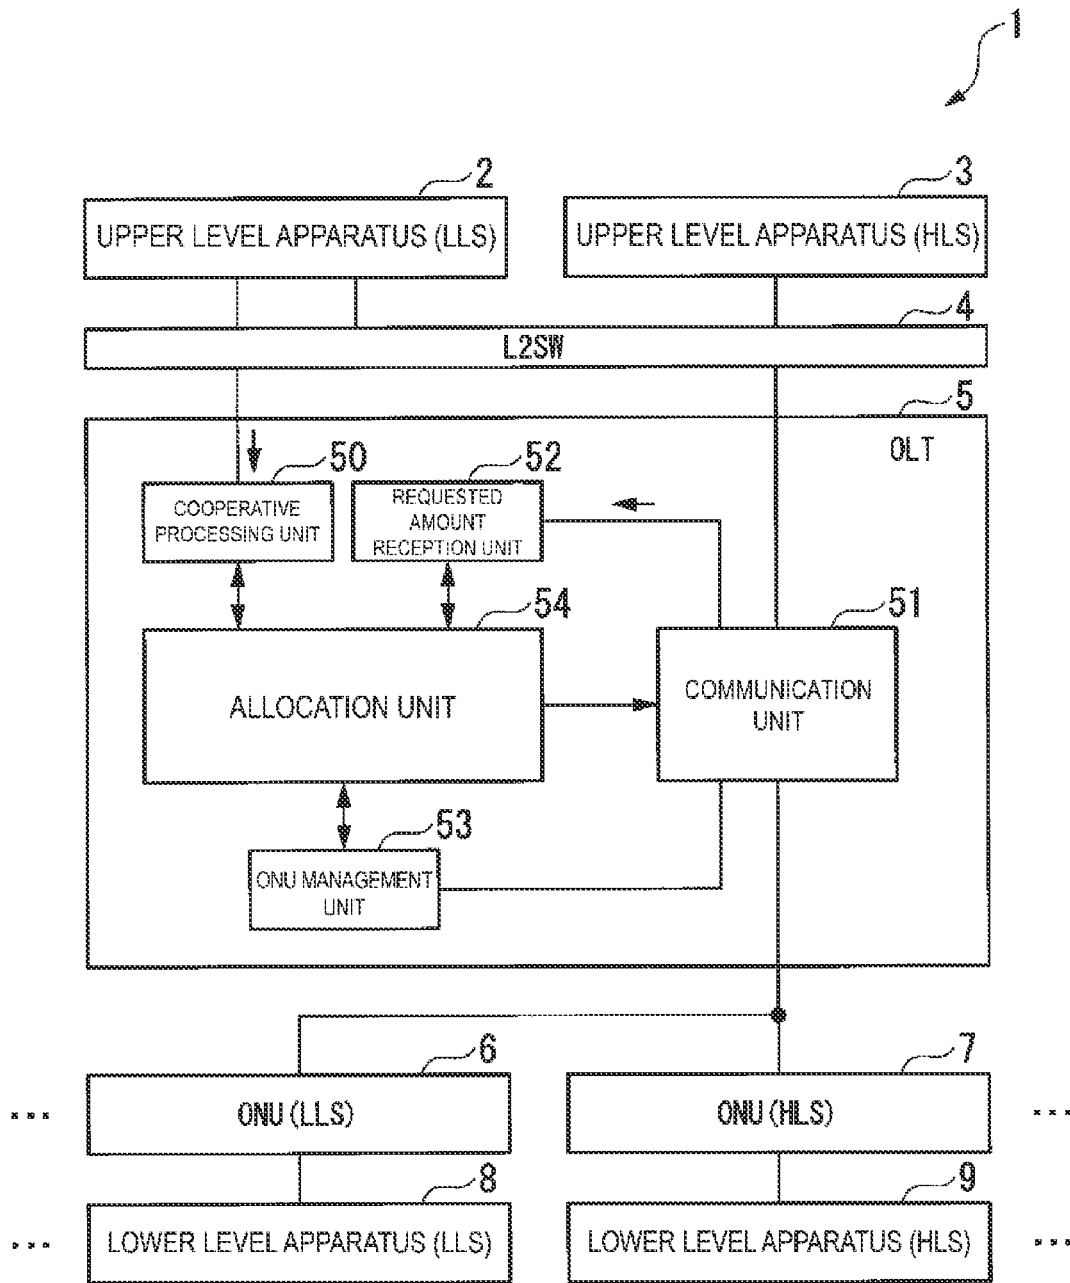 1
2
3
UPPER LEVEL APPARATUS (LLS)
UPPER LEVEL APPARATUS (HLS)
4
L2SW
5
OLT
50
52
COOPERATIVE
PROCESSING UNIT
REQUESTED
AMOUNT
RECEPTION UNIT
54
51
ALLOCATION UNIT
COMMUNICATION
UNIT
53
ONU MANAGEMENT
UNIT
6
7
... ONU (LLS)
ONU (HLS) ...
8
9
... LOWER LEVEL APPARATUS (LLS)
LOWER LEVEL APPARATUS (HLS) ...